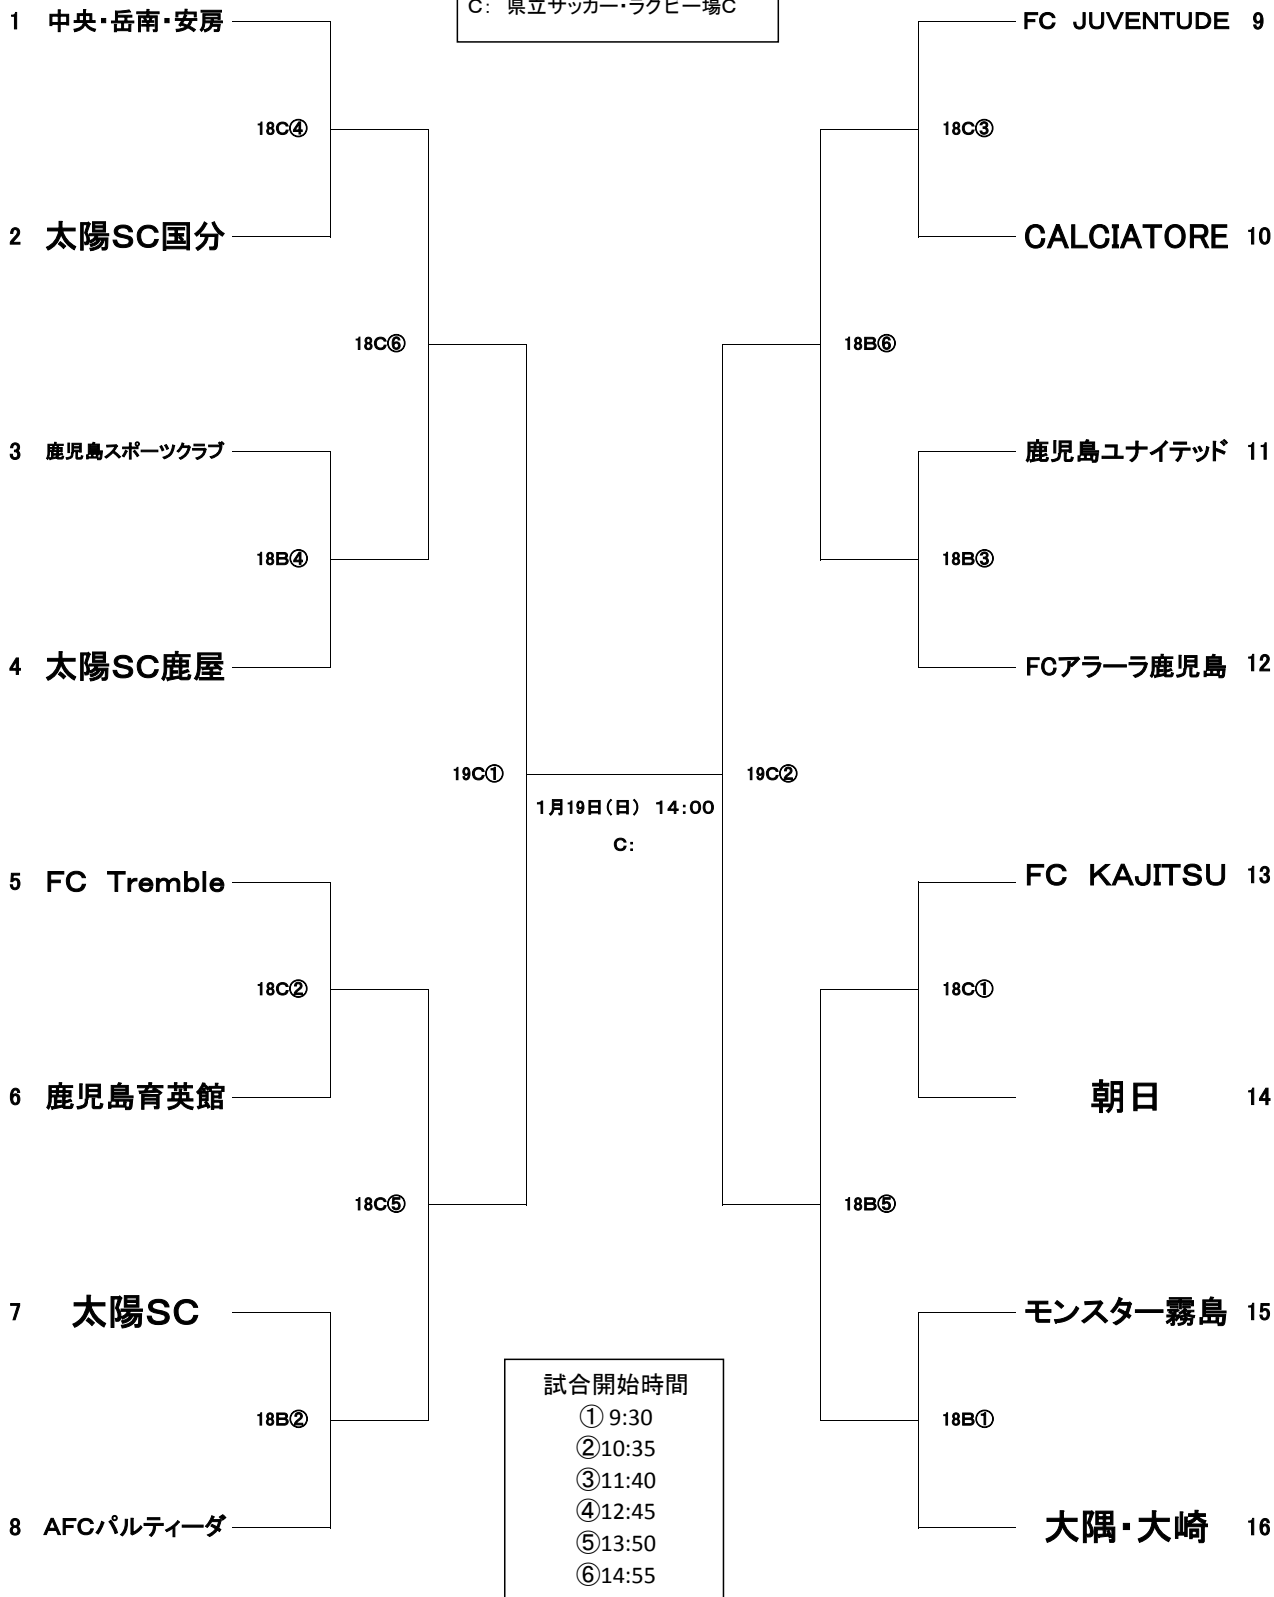 C： 県立サッカー・ラグビー場C
1 中央・岳南・安房
FC JUVENTUDE 9
18C④
18C③
2 太陽SC国分
CALCIATORE 10
18C⑥
18B⑥
3 鹿児島スポーツクラブ
鹿児島ユナイテッド 11
18B④
18B③
4 太陽SC鹿屋
FCアラーラ鹿児島 12
19C①
19C②
1月19日（日） 14：00
C：
5 FC Tremble
FC KAJITSU 13
18C②
18C①
6 鹿児島育英館
朝日 14
18C⑤
18B⑤
7 太陽SC
モンスター霧島 15
18B②
18B①
8 AFCパルティーダ
大隅・大崎 16
試合開始時間
① 9:30
②10:35
③11:40
④12:45
⑤13:50
⑥14:55